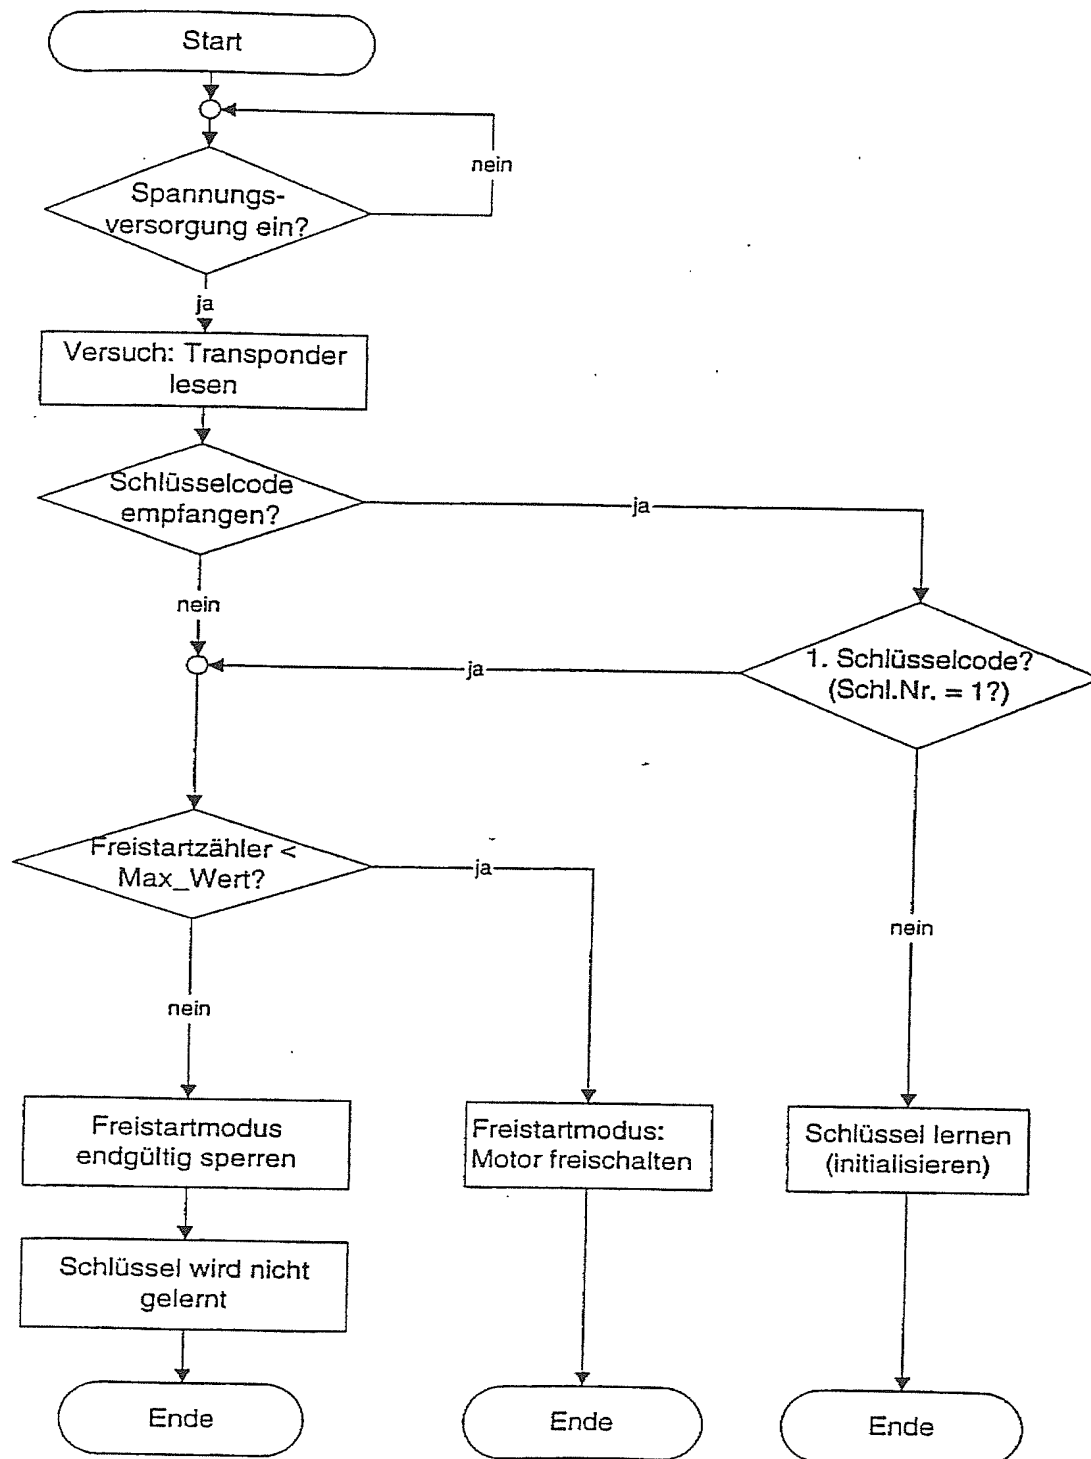 Start
nein
Spannungs-
versorgung ein?
ja
Versuch: Transponder
lesen
Schlüsselcode
empfangen?
ja
nein
1. Schlüsselcode?
(Schl.Nr. = 1?)
ja
Freistartzähler <
Max_Wert?
ja
nein
nein
Freistartmodus
endgültig sperren
Freistartmodus:
Motor freischalten
Schlüssel lernen
(initialisieren)
Schlüssel wird nicht
gelernt
Ende
Ende
Ende